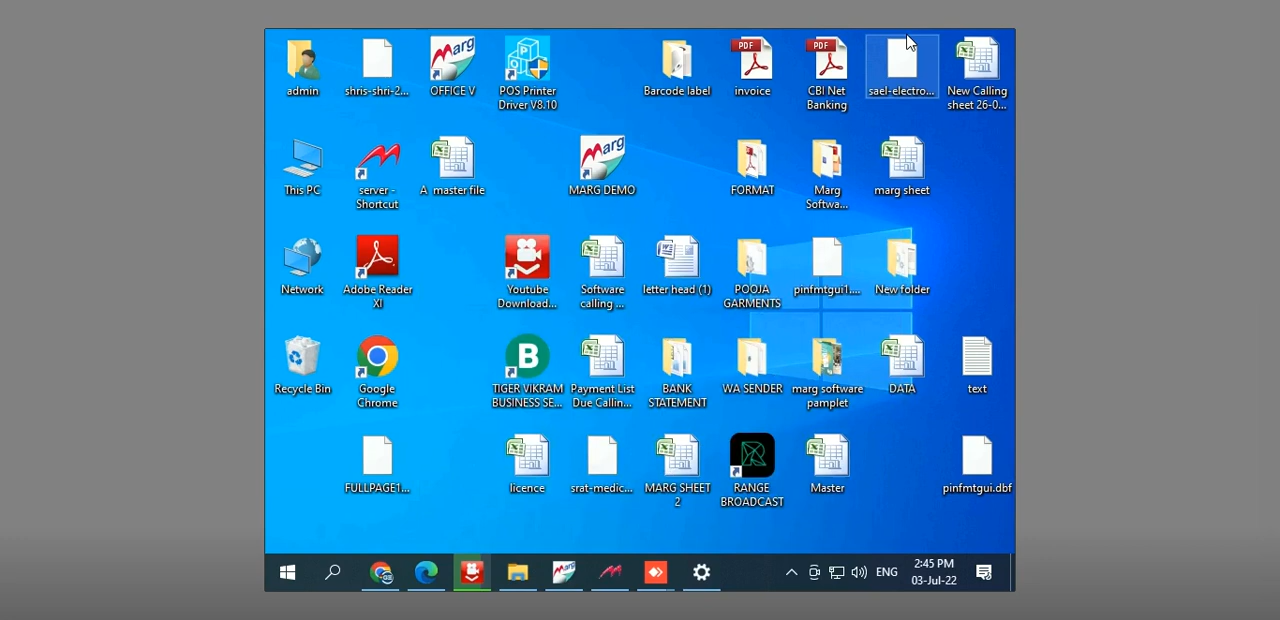 Marg
P
O
S
PDF
PDF
admin
shris-shri-2...
OFFICE V
POS Printer
Driver V8.10
Barcode label
invoice
CBI Net
Banking
sael-electro...
New Calling
sheet 26-0...
Marg
This PC
server -
Shortcut
A master file
MARG DEMO
FORMAT
Marg
Softwa...
marg sheet
Network
Adobe Reader
XI
Youtube
Download...
Software
calling ...
letter head (1)
POOJA
GARMENTS
pinfmtgui1....
New folder
B
Recycle Bin
Google
Chrome
TIGER VIKRAM
BUSINESS SE...
Payment List
Due Callin...
BANK
STATEMENT
WA SENDER
marg software
pamplet
DATA
text
FULLPAGE1...
licence
srat-medic...
MARG SHEET
2
RANGE
BROADCAST
Master
pinfmtgui.dbf
Marg
ENG
2:45 PM
03-Jul-22